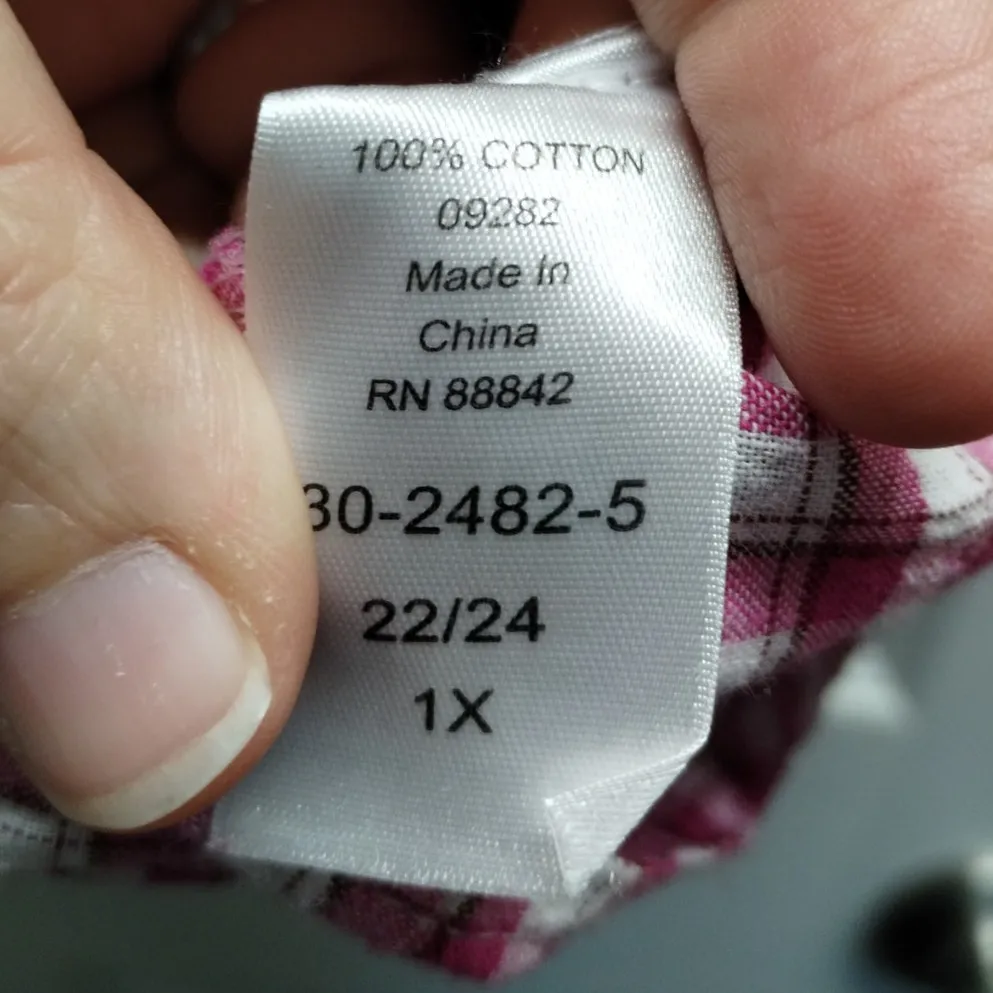 100% COTTON
09282
Made In
China
RN 88842
30-2482-5
22/24
1X